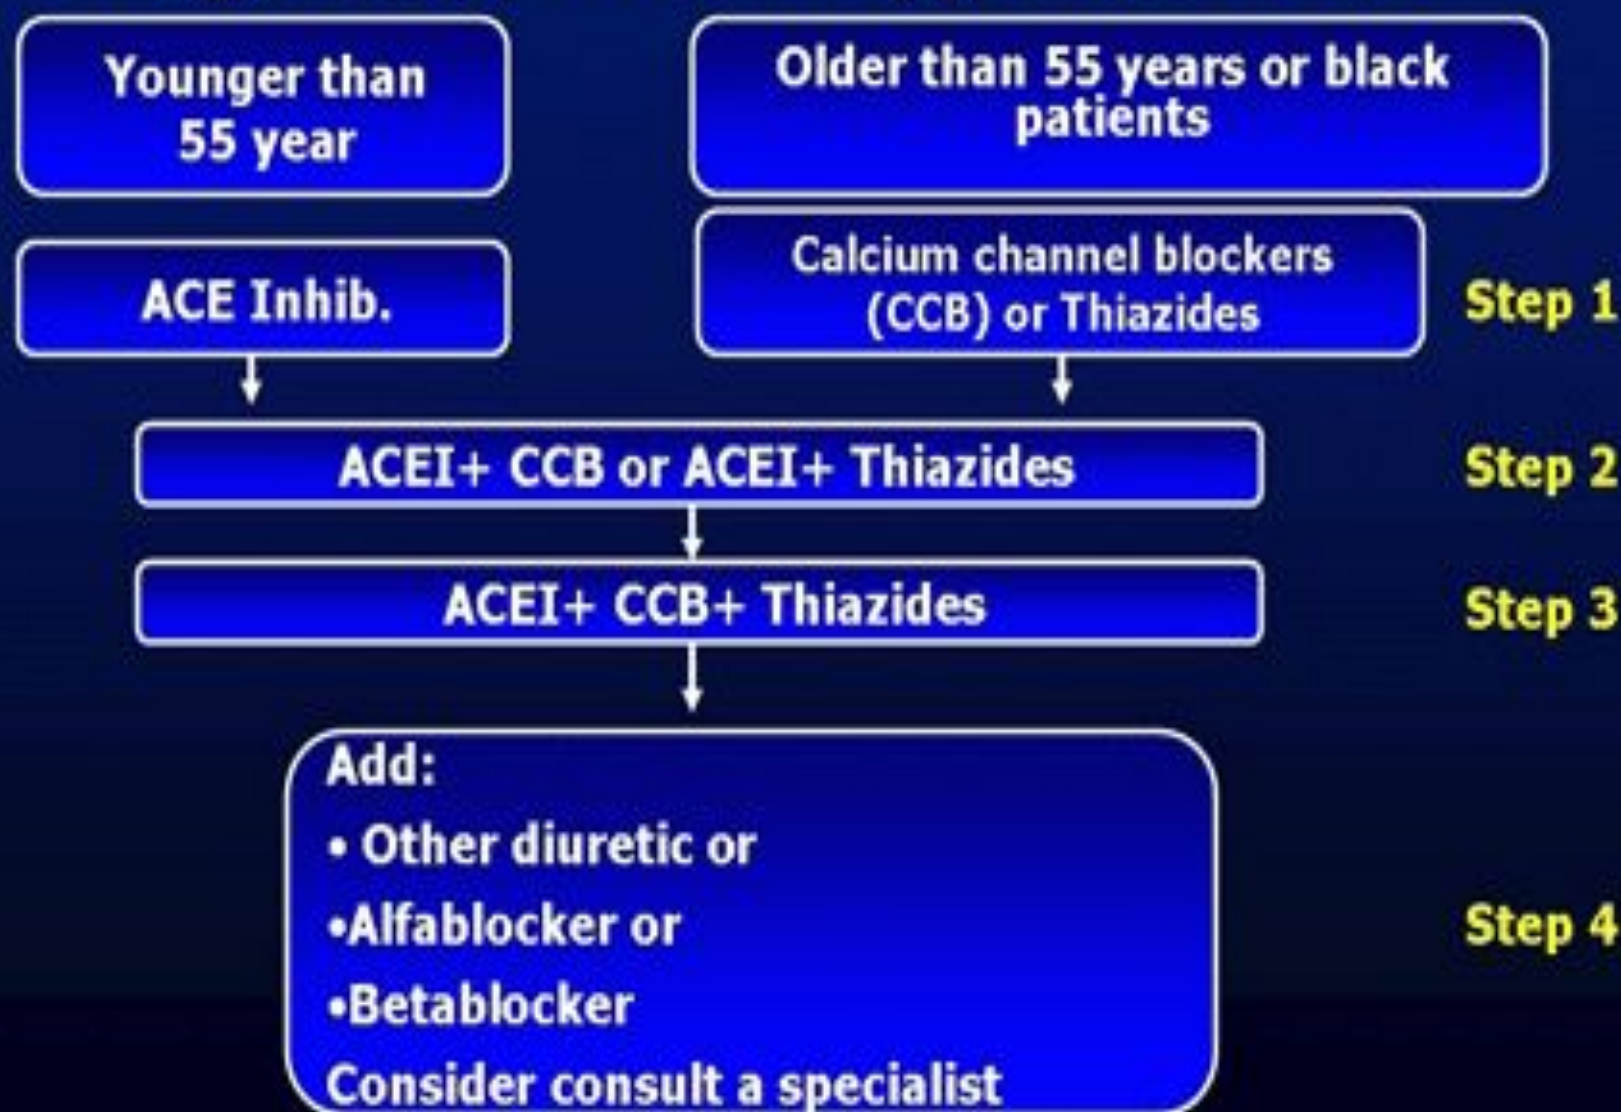 Younger than
55 year
Older than 55 years or black
patients
ACE Inhib.
Calcium channel blockers
(CCB) or Thiazides
Step 1
ACEI+ CCB or ACEI+ Thiazides
Step 2
ACEI+ CCB+ Thiazides
Step 3
Add:
• Other diuretic or
•Alfablocker or
•Betablocker
Consider consult a specialist
Step 4